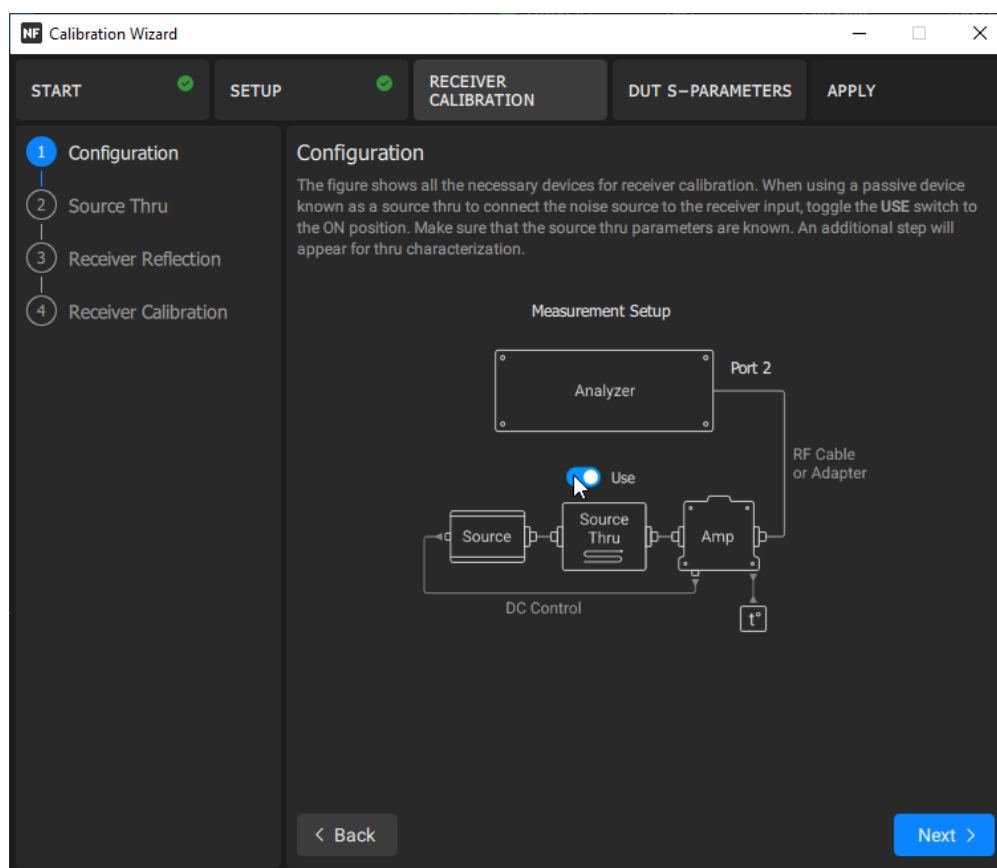 NF Calibration Wizard
START
SETUP
RECEIVER
CALIBRATION
DUT S–PARAMETERS
APPLY
1 Configuration
2 Source Thru
3 Receiver Reflection
4 Receiver Calibration
Configuration
The figure shows all the necessary devices for receiver calibration. When using a passive device
known as a source thru to connect the noise source to the receiver input, toggle the USE switch to
the ON position. Make sure that the source thru parameters are known. An additional step will
appear for thru characterization.
Measurement Setup
Analyzer
Port 2
RF Cable
or Adapter
Use
Source
Source
Thru
Amp
DC Control
t°
< Back
Next >